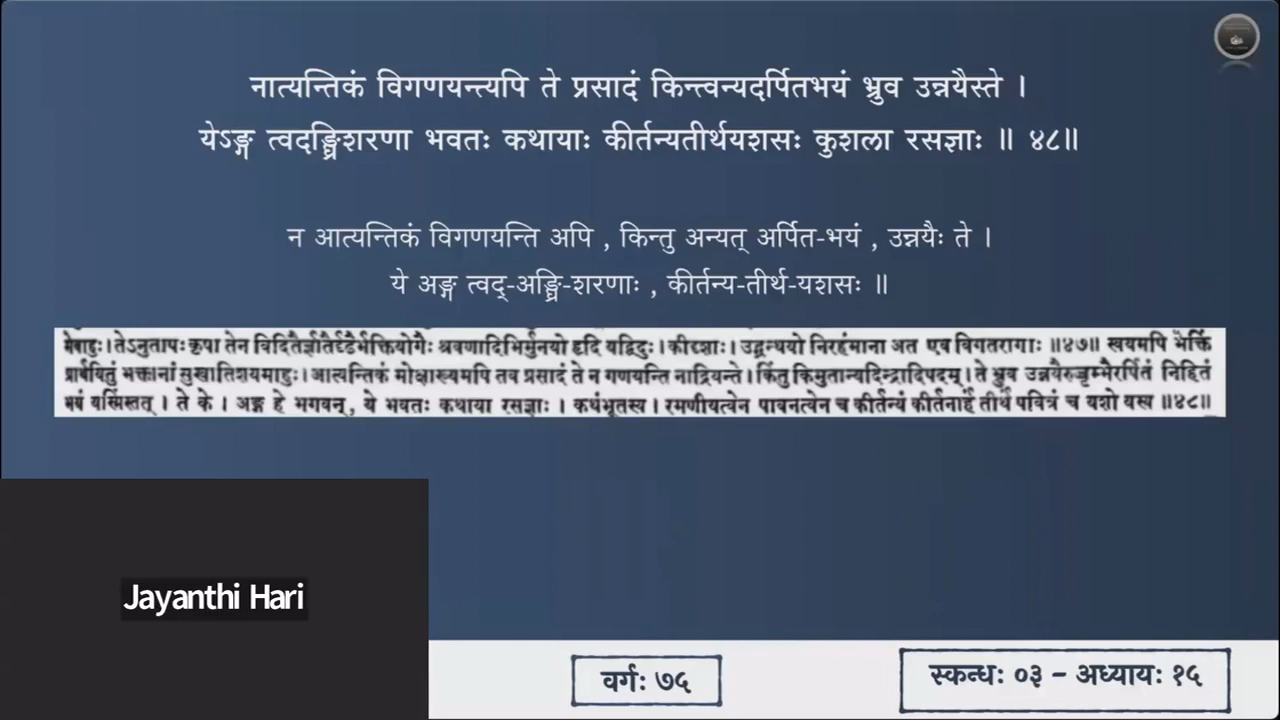 नात्यन्तिकं विगणयन्त्यपि ते प्रसादं किन्त्वन्यदर्पितभयं भ्रुव उन्नयैस्ते ।
येऽङ्ग त्वदङ्घ्रिशरणा भवतः कथायाः कीर्तन्यतीर्थयशसः कुशला रसज्ञाः ॥ ४८॥
न आत्यन्तिकं विगणयन्ति अपि , किन्तु अन्यत् अर्पित-भयं , उन्नयैः ते ।
ये अङ्ग त्वद्-अङ्घ्रि-शरणाः , कीर्तन्य-तीर्थ-यशसः ॥
तेऽनुतापः कृपा तेन विदितैर्ज्ञातैर्दृढैर्भक्तियोगैः श्रवणादिभिर्मुनयो हृदि यद्विदुः । कीदृशाः । उद्ग्रन्थयो निरहंमाना अत एव विगतरागाः ॥४७॥ स्वयमपि भक्तिं
प्रार्थयितुं भक्तानां सुखातिशयमाहुः । आत्यन्तिकं मोक्षाख्यमपि तव प्रसादं ते न गणयन्ति नाद्रियन्ते । किंतु किमुतान्यदिन्द्रादिपदम् । ते भ्रुव उन्नयैरुज्जृम्भैरर्पितं निहितं
भयं यस्मिंस्तत् । ते के । अङ्ग हे भगवन्, ये भवतः कथाया रसज्ञाः । कथंभूतस्य । रमणीयत्वेन पावनत्वेन च कीर्तन्यं कीर्तनार्हं तीर्थं पवित्रं च यशो यस्य ॥४८॥
Jayanthi Hari
वर्गः ७५
स्कन्धः ०३ – अध्यायः १५